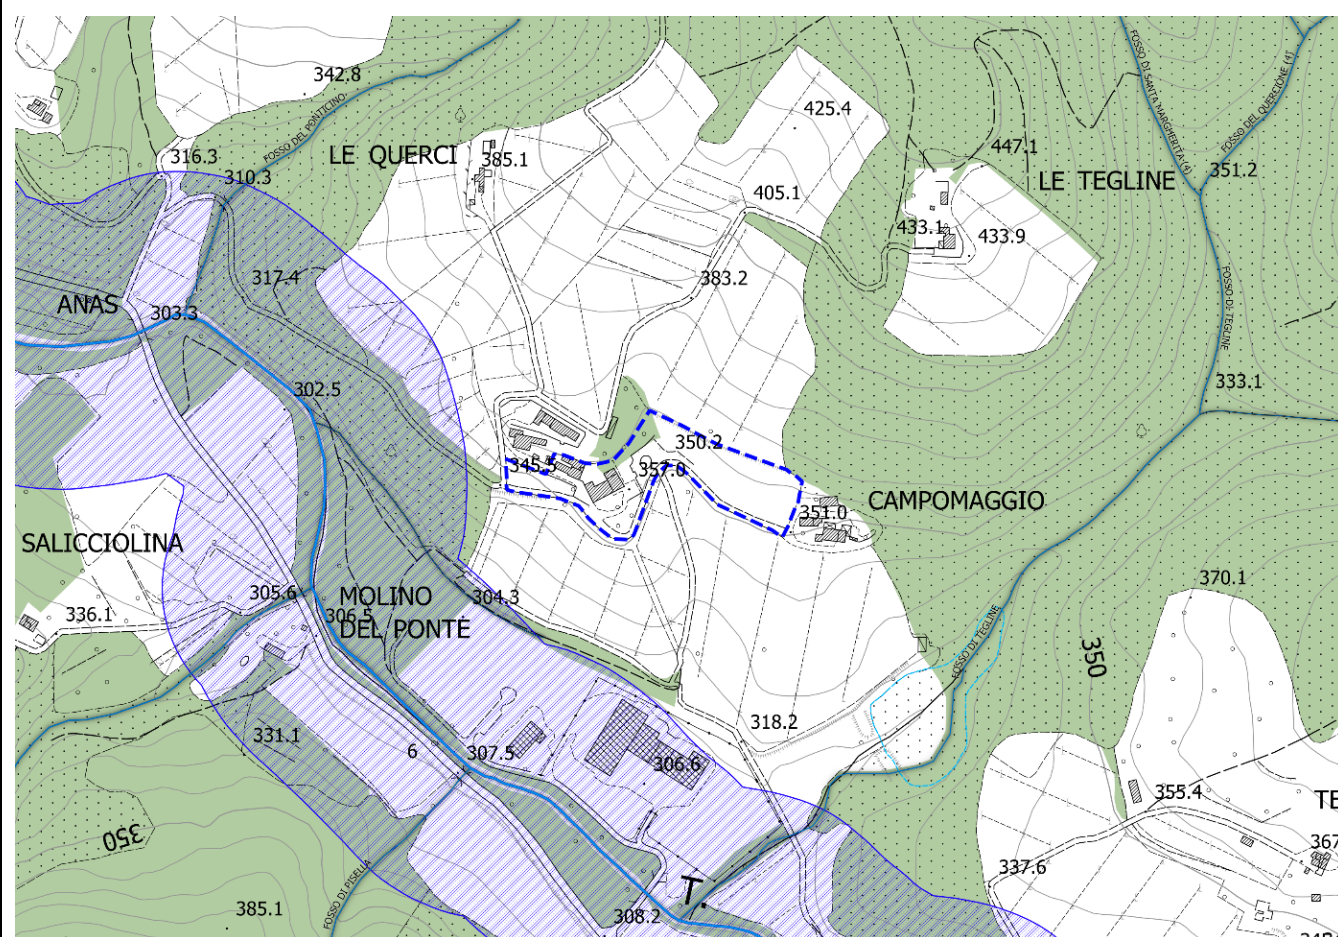 342.8
425.4
FOSSO DI SANTA MARGHERITA (4)
FOSSO DEL QUERCIONE (4)
FOSSO DEL PONTICINO
316.3
LE QUERCI
385.1
447.1
310.3
405.1
LE TEGLINE
351.2
433.1
433.9
317.4
383.2
ANAS
303.3
FOSSO DI TEGLINE
302.5
333.1
350.2
345.5
357.0
351.0
CAMPOMAGGIO
SALICCIOLINA
305.6
MOLINO
DEL PONTE
306.5
304.3
336.1
370.1
FOSSO DI TEGLINE
350
331.1
6
307.5
318.2
306.6
355.4
TE
350
367
337.6
FOSSO DI PISELLA
385.1
T.
308.2